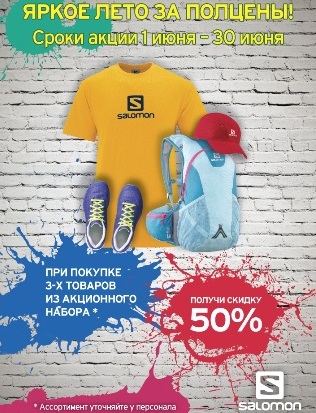 ЯРКОЕ ЛЕТО ЗА ПОЛЦЕНЫ!
Сроки акции 1 июня – 30 июня
S
SALOMON
ПРИ ПОКУПКЕ
3-Х ТОВАРОВ
ИЗ АКЦИОННОГО
НАБОРА *
ПОЛУЧИ СКИДКУ
50%
* Ассортимент уточняйте у персонала
S
SALOMON